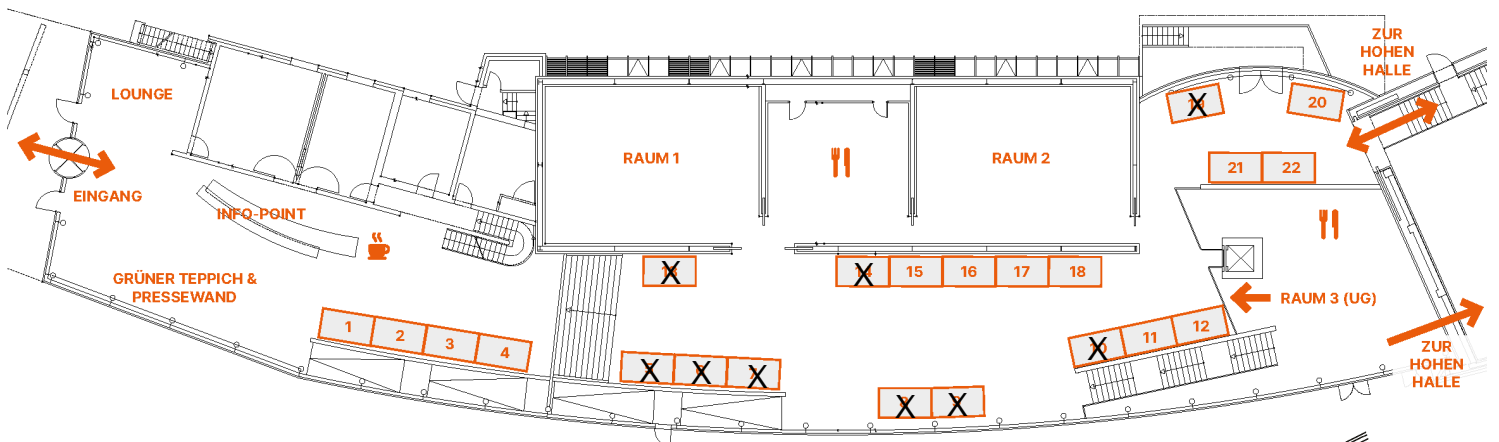 ZUR
HOHEN
HALLE
LOUNGE
20
RAUM 1
RAUM 2
21
22
EINGANG
INFO-POINT
GRÜNER TEPPICH &
PRESSEWAND
15
16
17
18
RAUM 3 (UG)
1
2
3
4
11
12
ZUR
HOHEN
HALLE